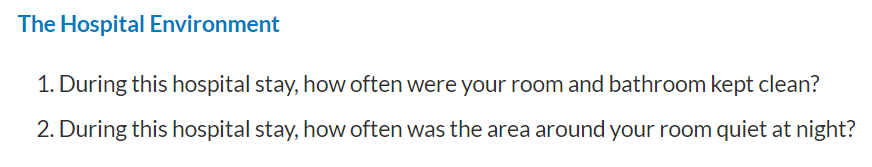 The Hospital Environment
1. During this hospital stay, how often were your room and bathroom kept clean?
2. During this hospital stay, how often was the area around your room quiet at night?